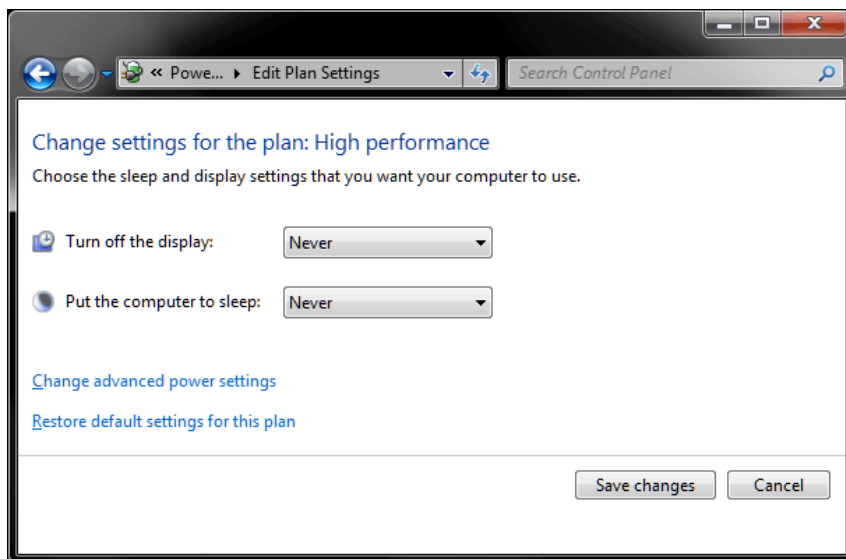 « Powe... ▸ Edit Plan Settings
Search Control Panel
Change settings for the plan: High performance
Choose the sleep and display settings that you want your computer to use.
Turn off the display: Never
Put the computer to sleep: Never
Change advanced power settings
Restore default settings for this plan
Save changes Cancel